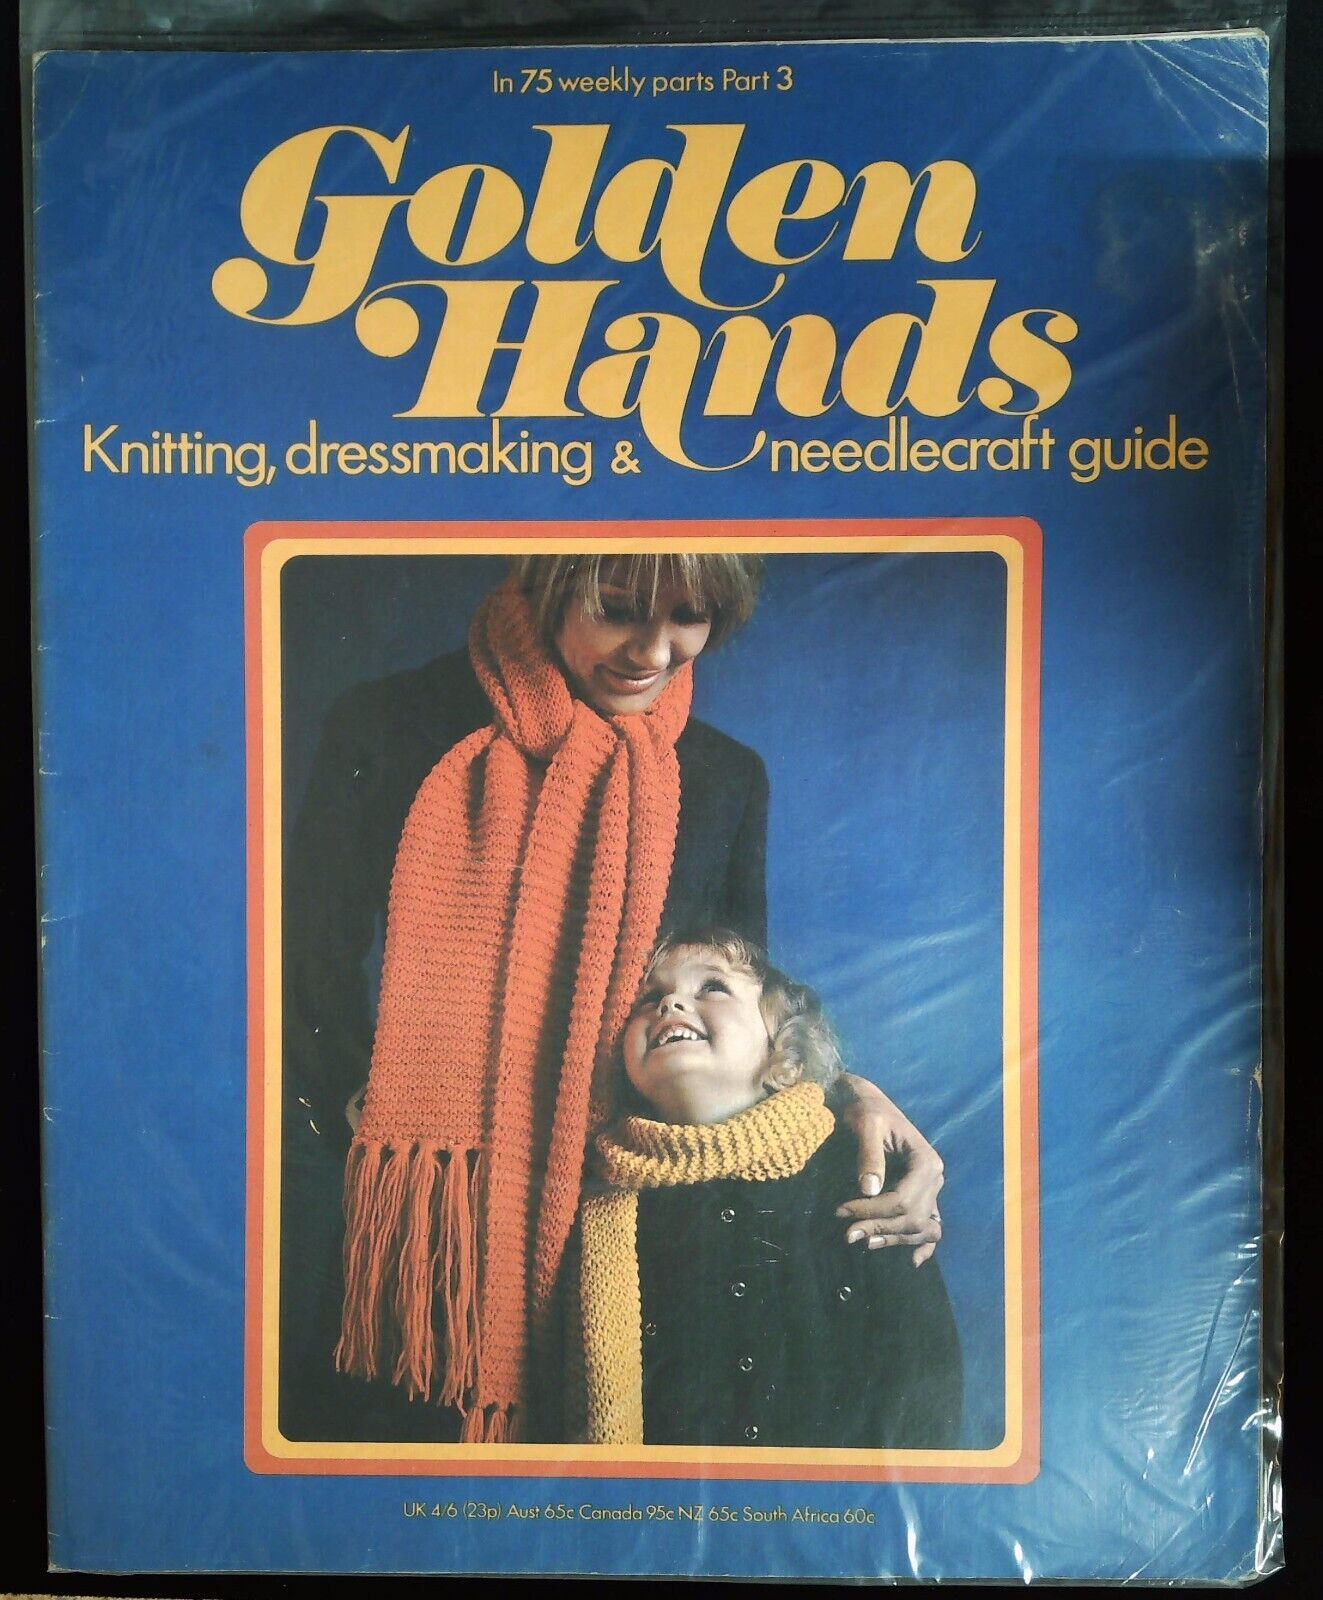 In 75 weekly parts Part 3
Golden
Hands
Knitting, dressmaking & needlecraft guide
UK 4/6 (23p) Aust 65c Canada 95c NZ 65c South Africa 60c